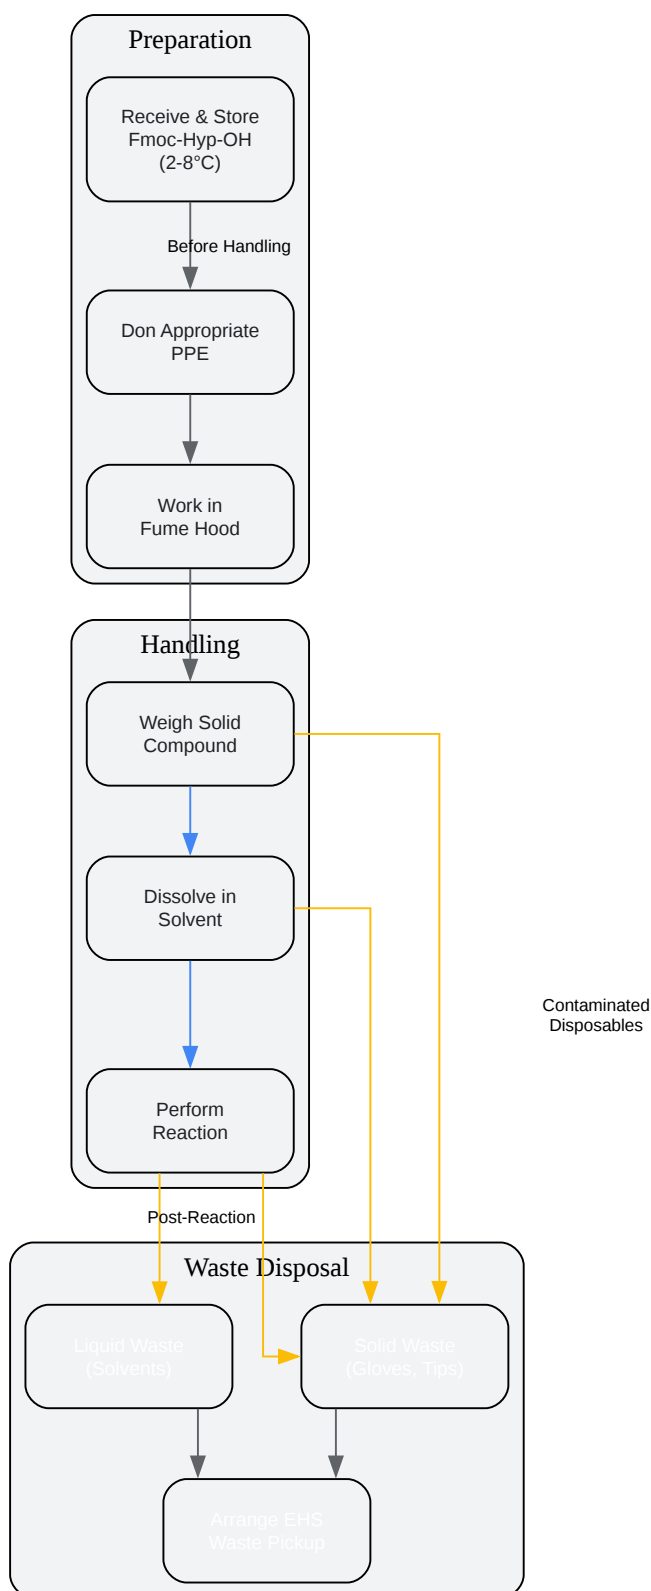 Preparation
Receive & Store
Fmoc-Hyp-OH
(2-8°C)
Before Handling
Don Appropriate
PPE
Work in
Fume Hood
Handling
Weigh Solid
Compound
Dissolve in
Solvent
Contaminated
Disposables
Perform
Reaction
Post-Reaction
Waste Disposal
Liquid Waste
(Solvents)
Solid Waste
(Gloves. Tips)
Arrange EHS
Waste Pickup